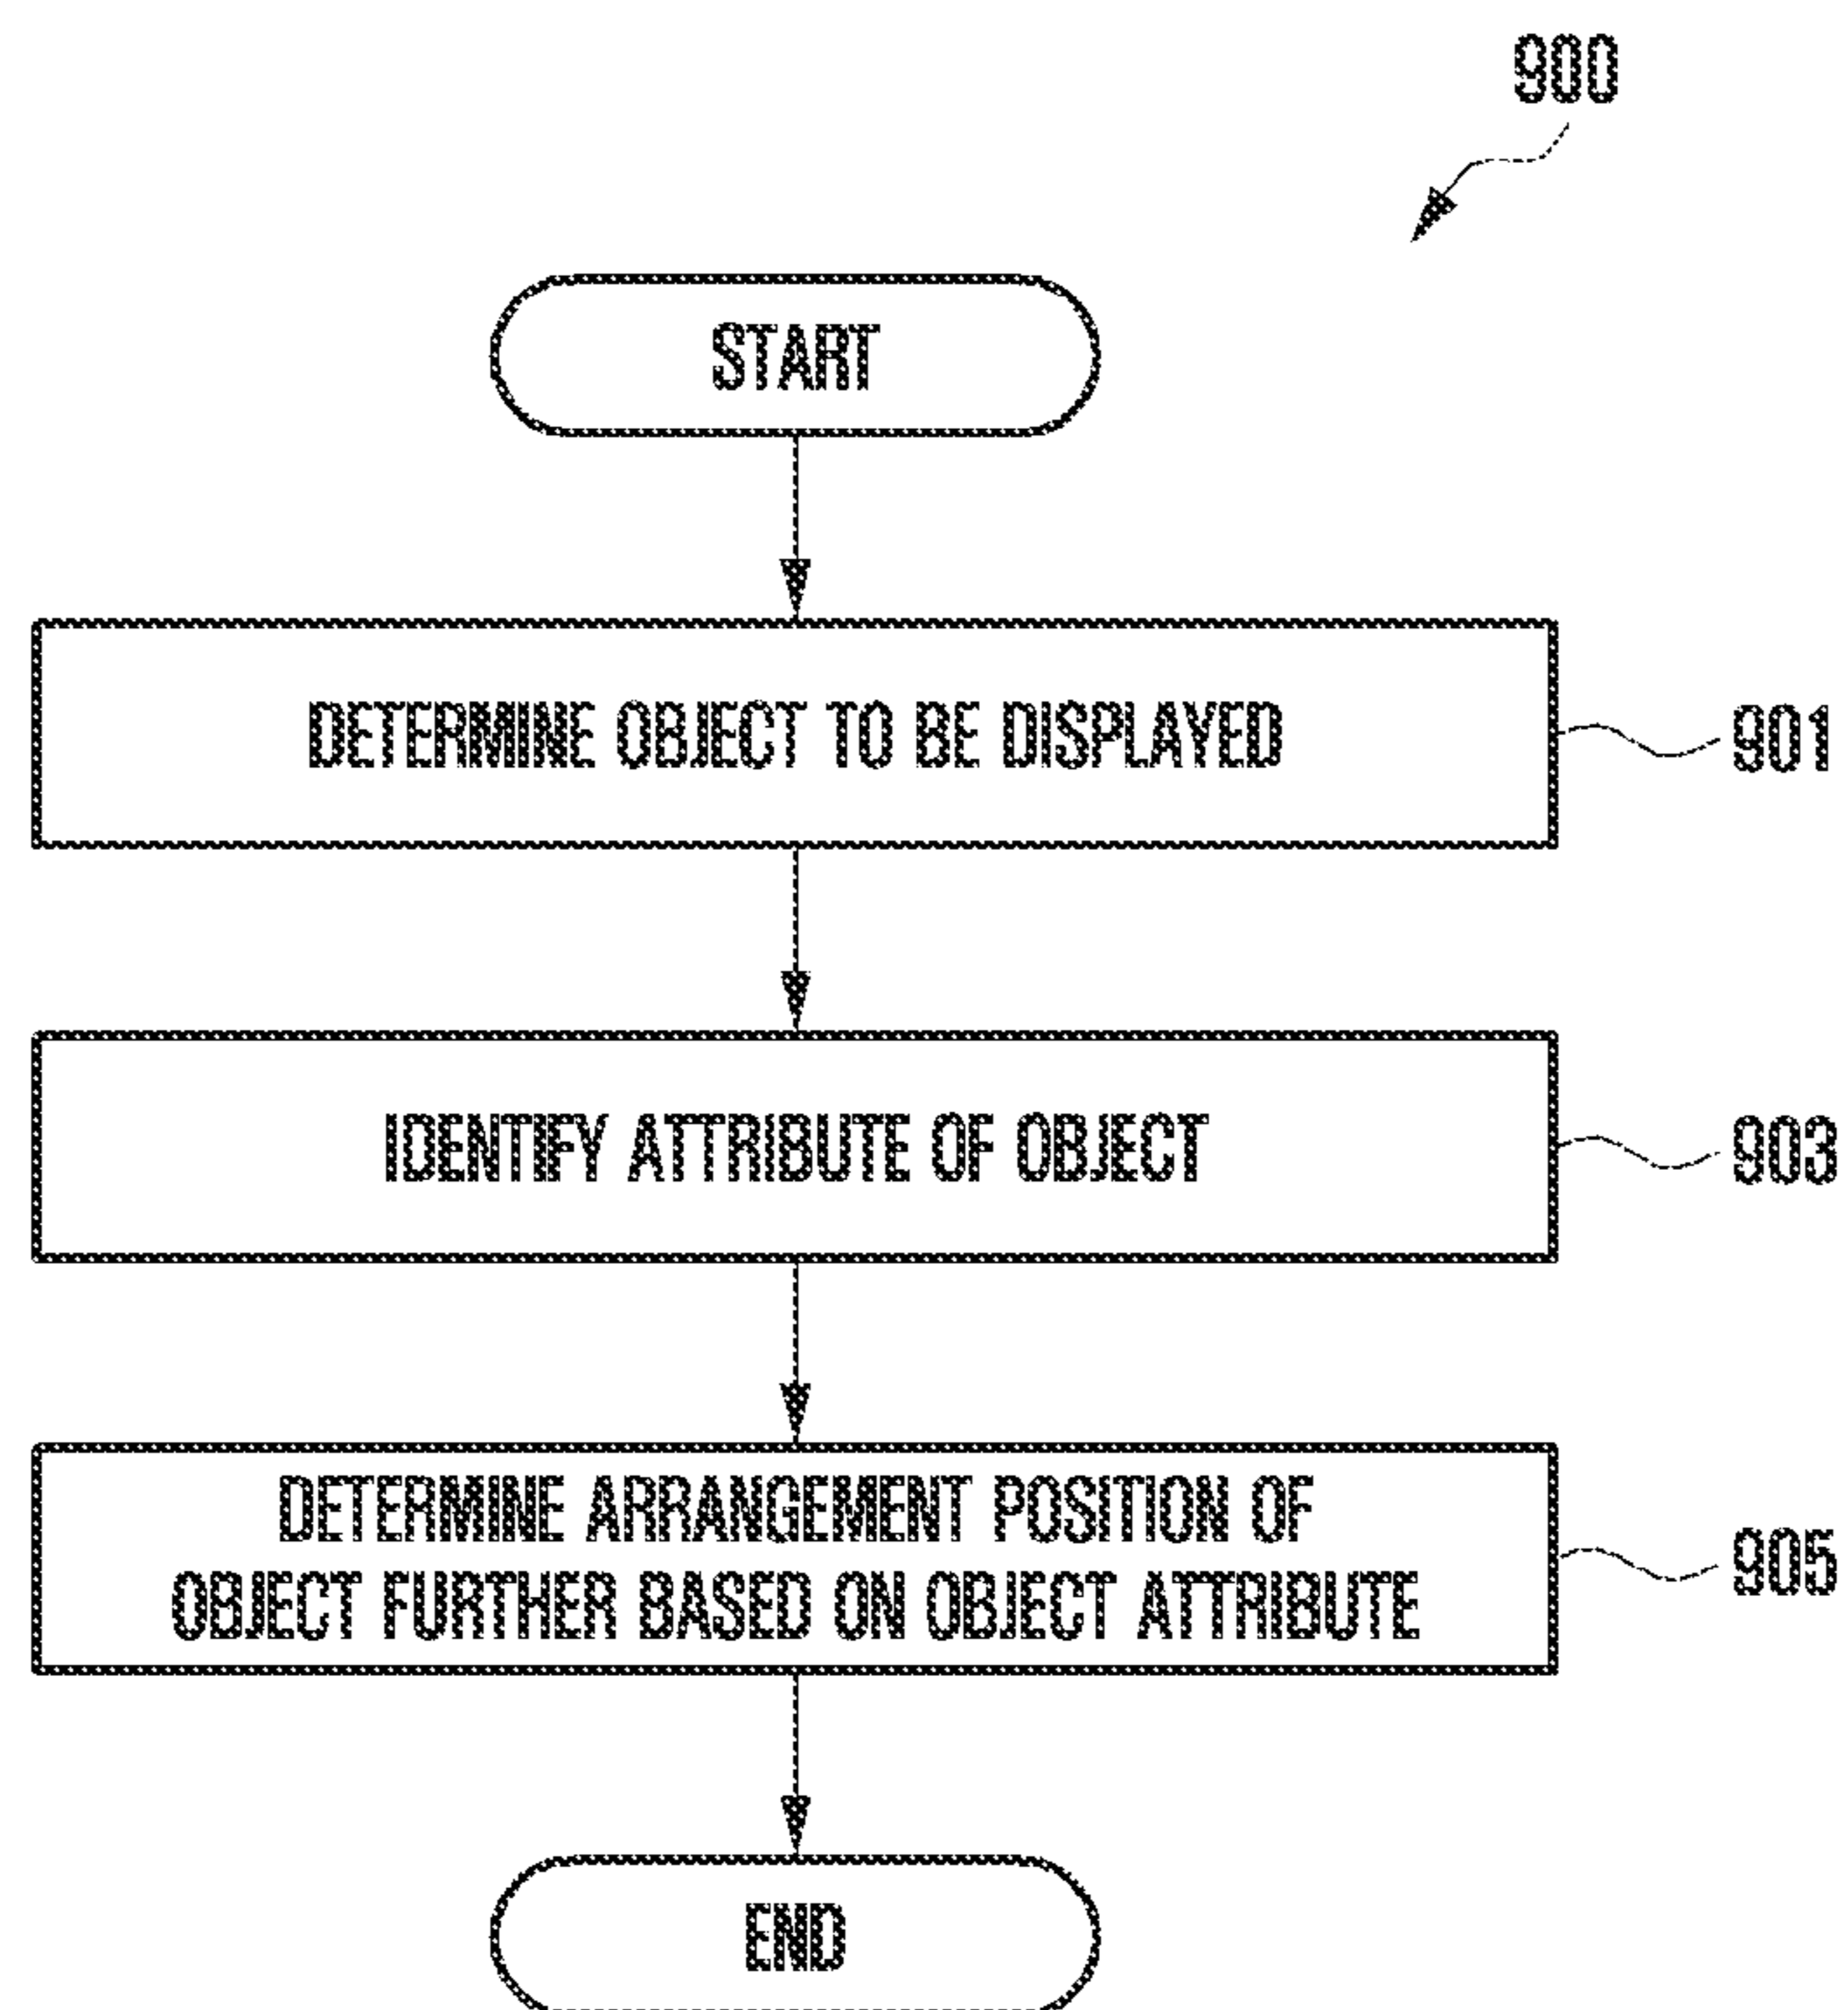 900
START
DETERMINE OBJECT TO BE DISPLAYED
901
IDENTIFY ATTRIBUTE OF OBJECT
903
DETERMINE ARRANGEMENT POSITION OF
OBJECT FURTHER BASED ON OBJECT ATTRIBUTE
905
END